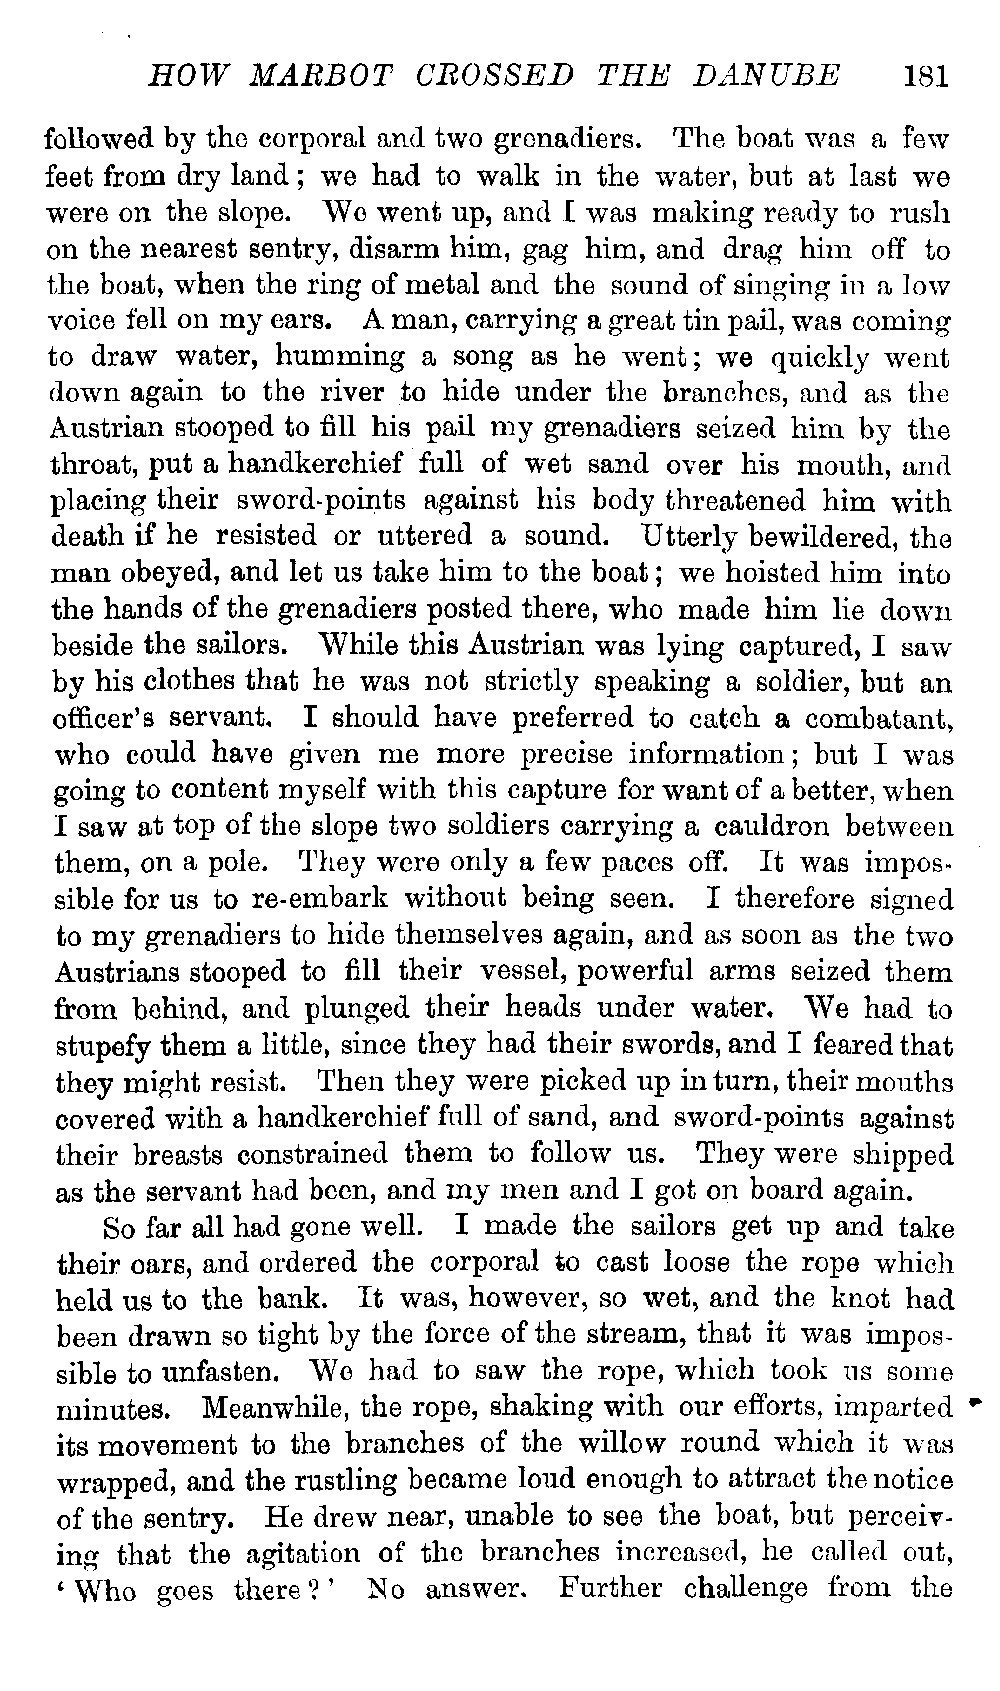 HOW MARBOT CROSSED THE DANUBE 181
followed by the corporal and two grenadiers. The boat was a few
feet from dry land; we had to walk in the water, but at last we
were on the slope. We went up, and I was making ready to rush
on the nearest sentry, disarm him, gag him, and drag him off to
the boat, when the ring of metal and the sound of singing in a low
voice fell on my ears. A man, carrying a great tin pail, was coming
to draw water, humming a song as he went; we quickly went
down again to the river to hide under the branches, and as the
Austrian stooped to fill his pail my grenadiers seized him by the
throat, put a handkerchief full of wet sand over his mouth, and
placing their sword-points against his body threatened him with
death if he resisted or uttered a sound. Utterly bewildered, the
man obeyed, and let us take him to the boat; we hoisted him into
the hands of the grenadiers posted there, who made him lie down
beside the sailors. While this Austrian was lying captured, I saw
by his clothes that he was not strictly speaking a soldier, but an
officer's servant. I should have preferred to catch a combatant,
who could have given me more precise information; but I was
going to content myself with this capture for want of a better, when
I saw at top of the slope two soldiers carrying a cauldron between
them, on a pole. They were only a few paces off. It was impos-
sible for us to re-embark without being seen. I therefore signed
to my grenadiers to hide themselves again, and as soon as the two
Austrians stooped to fill their vessel, powerful arms seized them
from behind, and plunged their heads under water. We had to
stupefy them a little, since they had their swords, and I feared that
they might resist. Then they were picked up in turn, their mouths
covered with a handkerchief full of sand, and sword-points against
their breasts constrained them to follow us. They were shipped
as the servant had been, and my men and I got on board again.
So far all had gone well. I made the sailors get up and take
their oars, and ordered the corporal to cast loose the rope which
held us to the bank. It was, however, so wet, and the knot had
been drawn so tight by the force of the stream, that it was impos-
sible to unfasten. We had to saw the rope, which took us some
minutes. Meanwhile, the rope, shaking with our efforts, imparted
its movement to the branches of the willow round which it was
wrapped, and the rustling became loud enough to attract the notice
of the sentry. He drew near, unable to see the boat, but perceiv-
ing that the agitation of the branches increased, he called out,
'Who goes there?' No answer. Further challenge from the